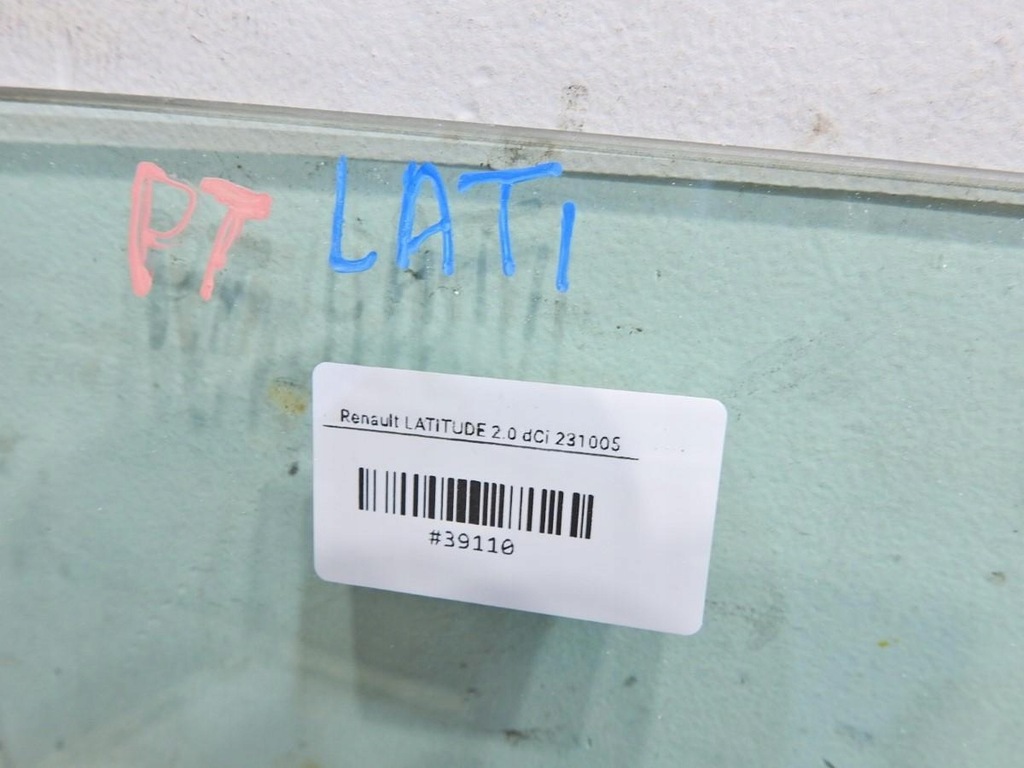 PT LATI
Renault LATITUDE 2.0 dCi 231005
#39110